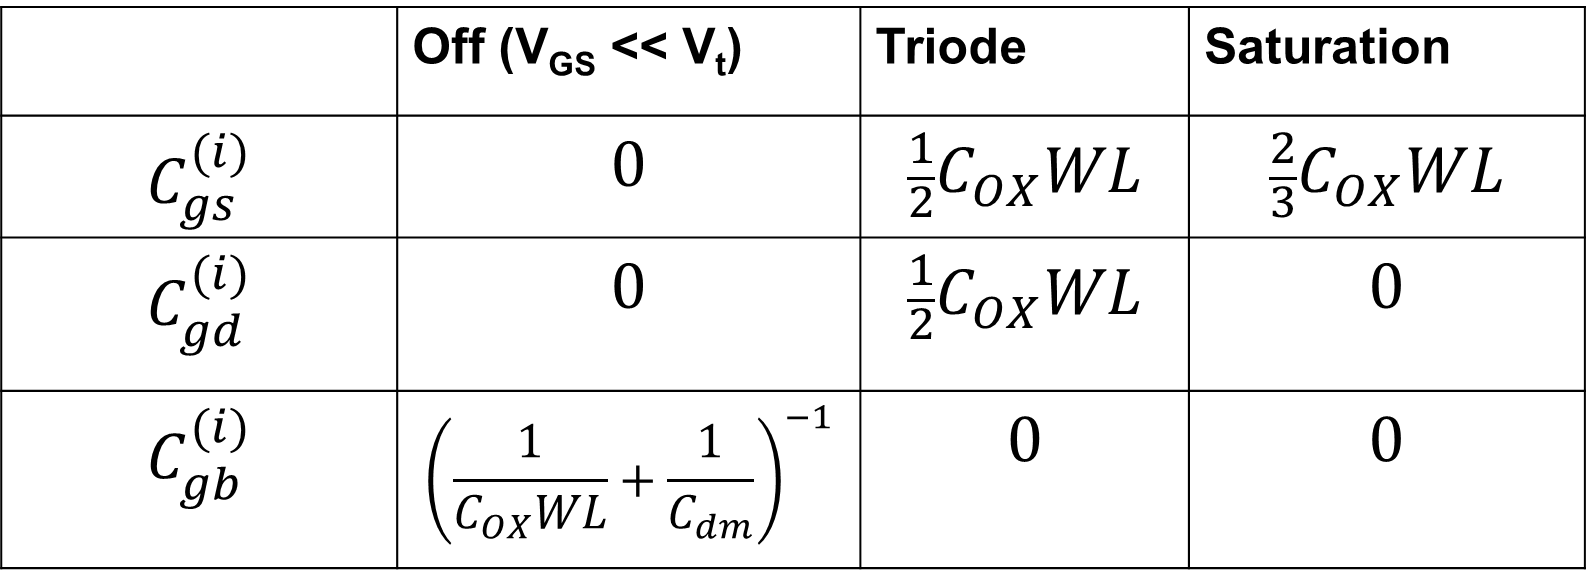 Off (V_GS << V_t) Triode Saturation
C_gs^(i) 0 1/2 C_OX WL 2/3 C_OX WL
C_gd^(i) 0 1/2 C_OX WL 0
C_gb^(i) (1/(C_OX WL) + 1/C_dm)^−1 0 0